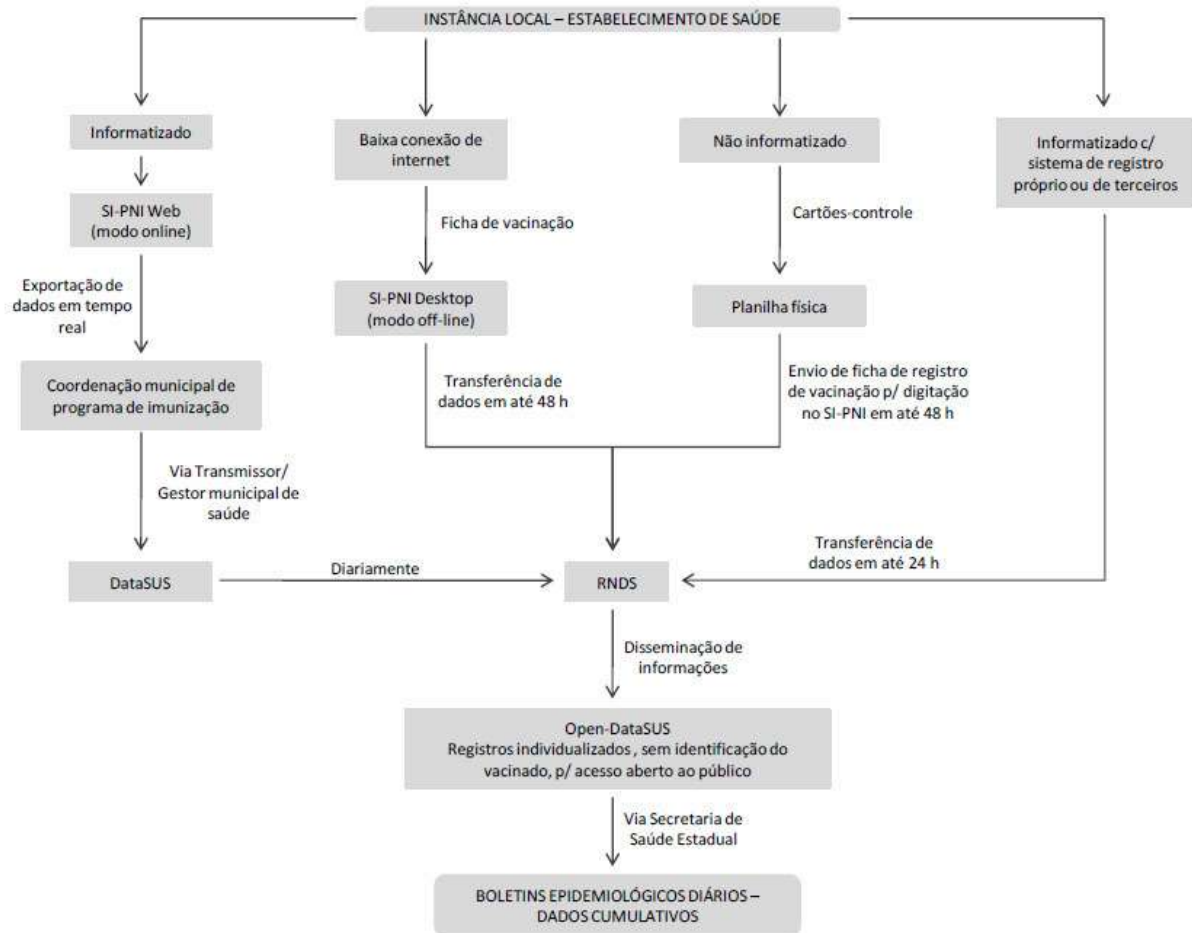 INSTÂNCIA LOCAL – ESTABELECIMENTO DE SAÚDE
Informatizado
Baixa conexão de
internet
Não informatizado
Informatizado c/
sistema de registro
próprio ou de terceiros
SI-PNI Web
(modo online)
Ficha de vacinação
Cartões-controle
Exportação de
dados em tempo
real
SI-PNI Desktop
(modo off-line)
Planilha física
Coordenação municipal de
programa de imunização
Transferência de
dados em até 48 h
Envio de ficha de registro
de vacinação p/ digitação
no SI-PNI em até 48 h
Via Transmissor/
Gestor municipal de
saúde
Transferência de
dados em até 24 h
DataSUS
Diariamente
RNDS
Disseminação de
informações
Open-DataSUS
Registros individualizados , sem identificação do
vacinado, p/ acesso aberto ao público
Via Secretaria de
Saúde Estadual
BOLETINS EPIDEMIOLÓGICOS DIÁRIOS –
DADOS CUMULATIVOS